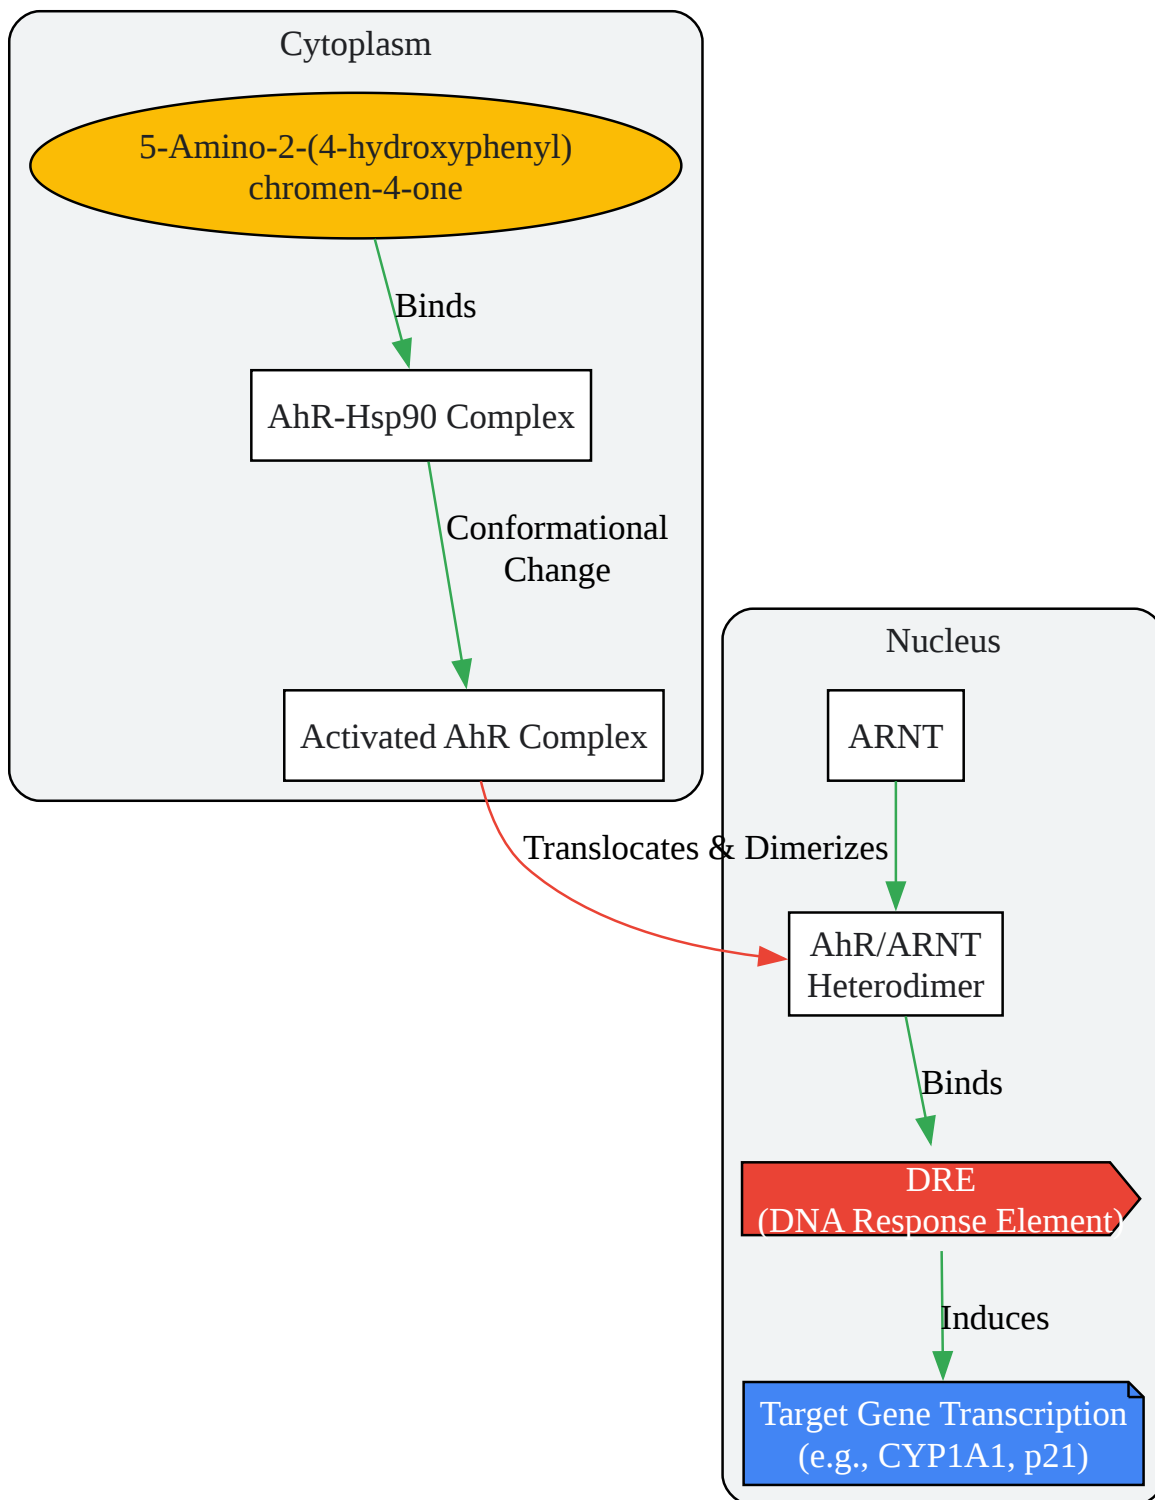 Cytoplasm
5-Amino-2-(4-hydroxyphenyl)
chromen-4-one
Binds
AhR-Hsp90 Complex
Conformational
Change
Activated AhR Complex
Nucleus
ARNT
Translocates & Dimerizes
AhR/ARNT
Heterodimer
Binds
DRE
(DNA Response Element)
Induces
Target Gene Transcription
(e.g., CYP1A1, p21)